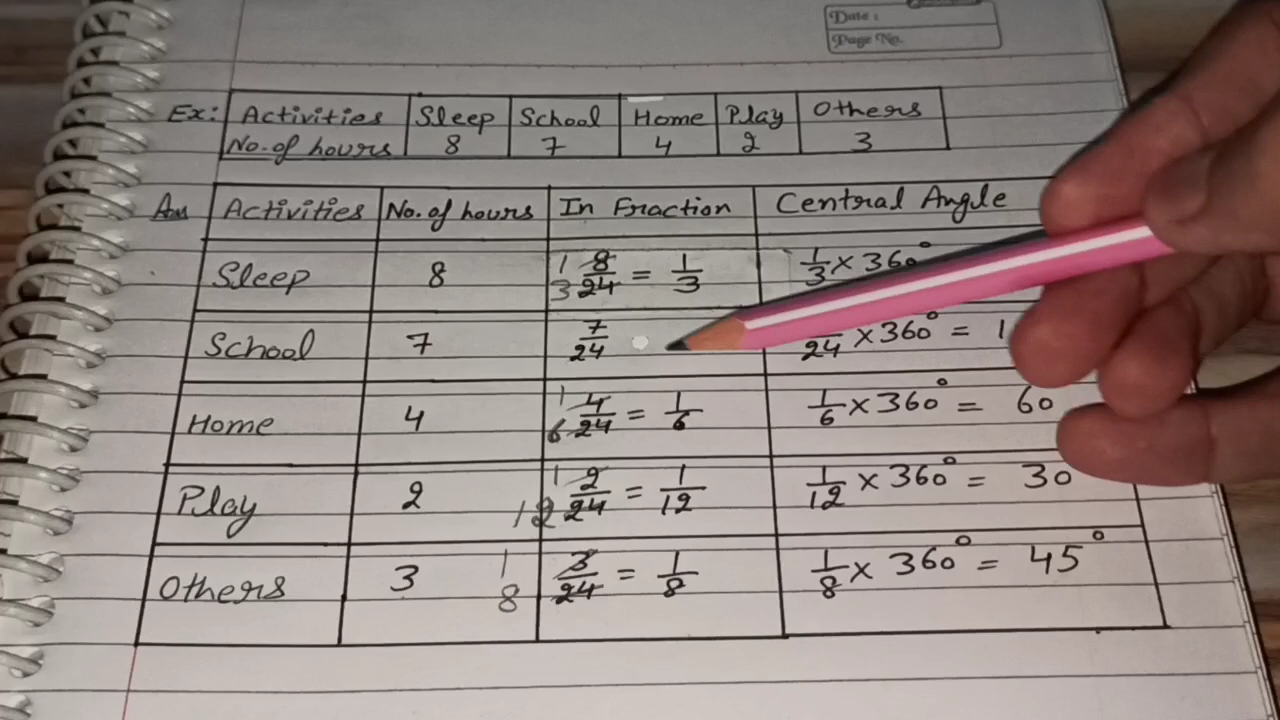 Date :
Page No.
Ex: Activities Sleep School Home Play Others
No. of hours 8 7 4 2 3
Ans Activities No. of hours In Fraction Central Angle
Sleep 8 1 3 8/24 = 1/3 1/3 × 360°
School 7 7/24 24 × 360° = 1
Home 4 1 6 4/24 = 1/6 1/6 × 360° = 60
Play 2 1 12 2/24 = 1/12 1/12 × 360° = 30
Others 3 1 8 3/24 = 1/8 1/8 × 360° = 45°